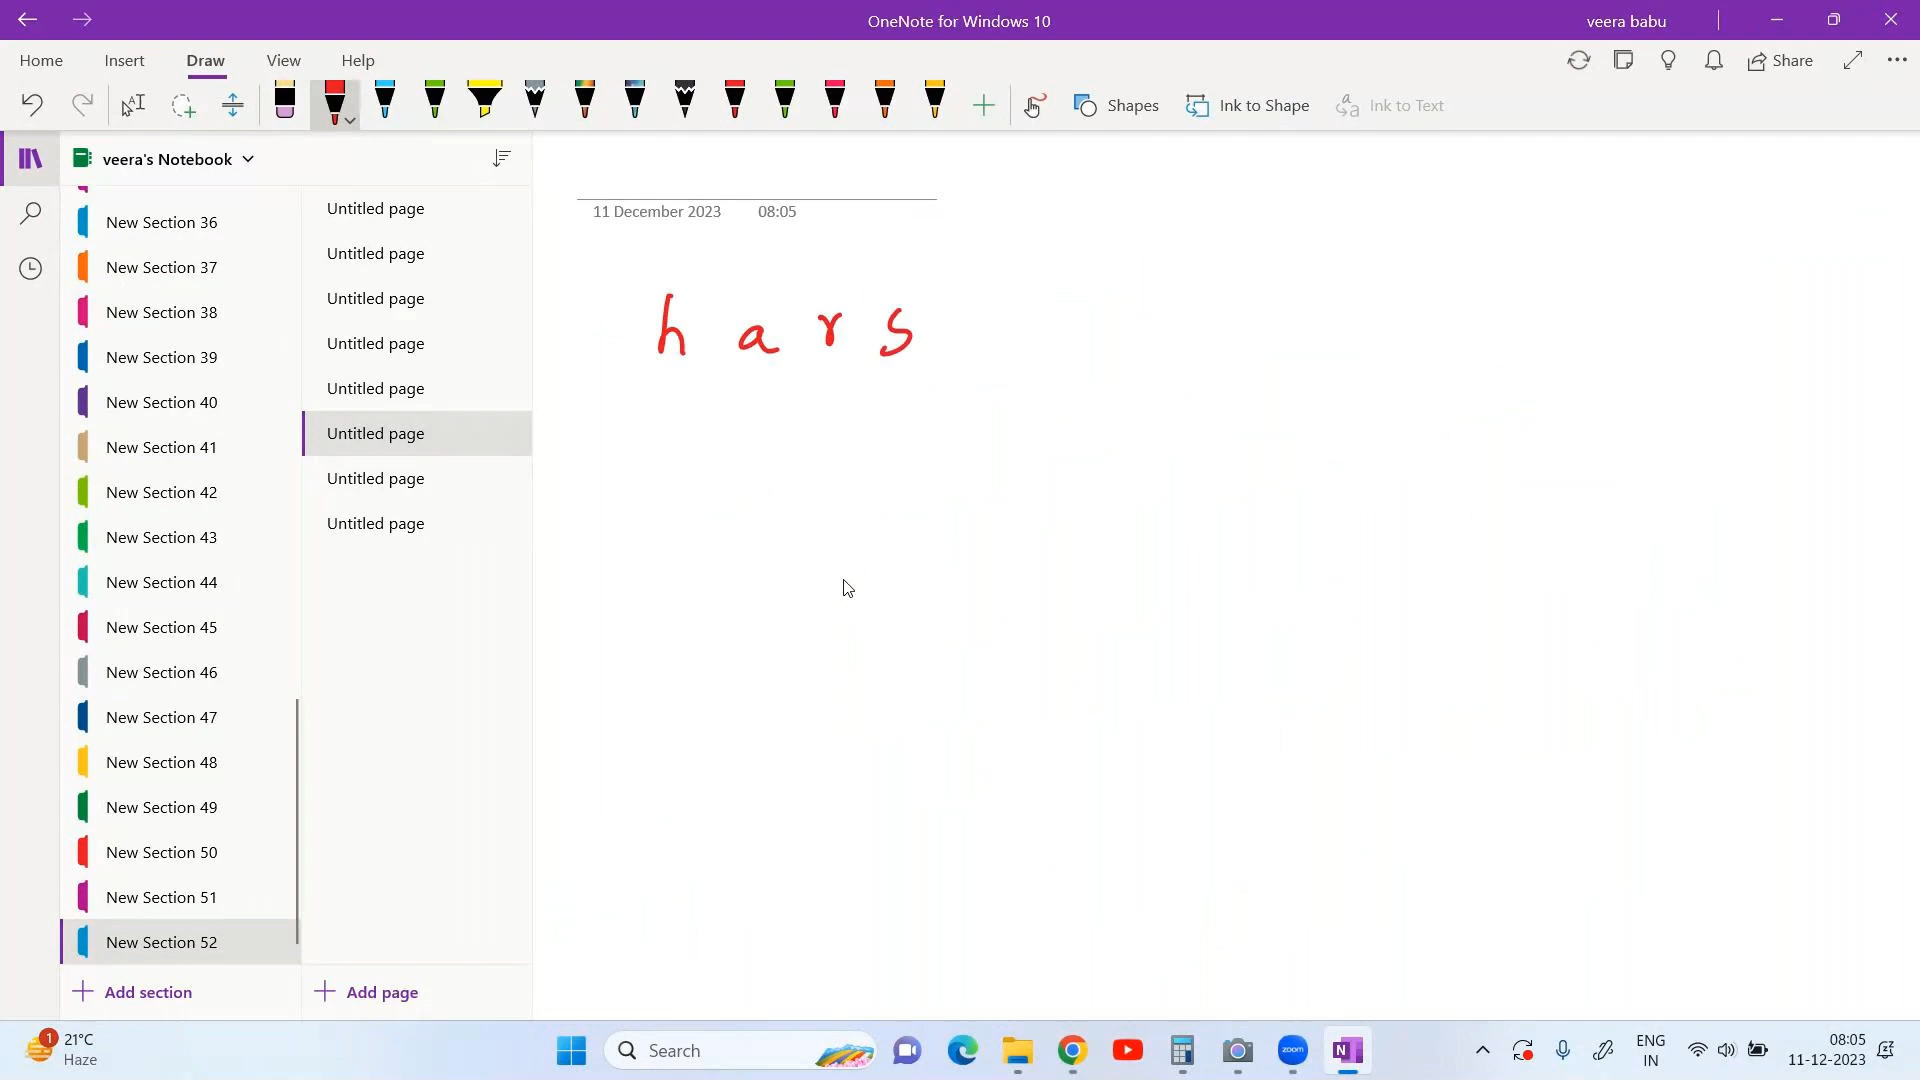 OneNote for Windows 10
veera babu
Home Insert Draw View Help
Share
Shapes Ink to Shape Ink to Text
veera's Notebook
New Section 36
New Section 37
New Section 38
New Section 39
New Section 40
New Section 41
New Section 42
New Section 43
New Section 44
New Section 45
New Section 46
New Section 47
New Section 48
New Section 49
New Section 50
New Section 51
New Section 52
Add section
Untitled page
Untitled page
Untitled page
Untitled page
Untitled page
Untitled page
Untitled page
Untitled page
Add page
11 December 2023 08:05
h a r s
1
21°C
Haze
Search
zoom
N
ENG
IN
08:05
11-12-2023